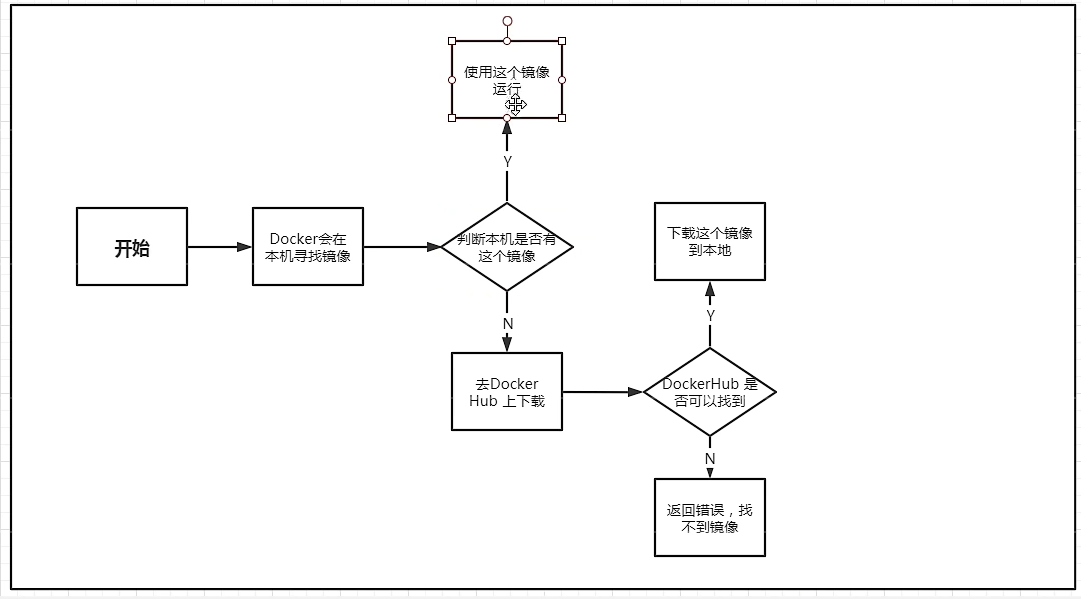 使用这个镜像
运行
Y
开始
Docker会在
本机寻找镜像
判断本机是否有
这个镜像
下载这个镜像
到本地
Y
N
去Docker
Hub 上下载
DockerHub 是
否可以找到
N
返回错误，找
不到镜像